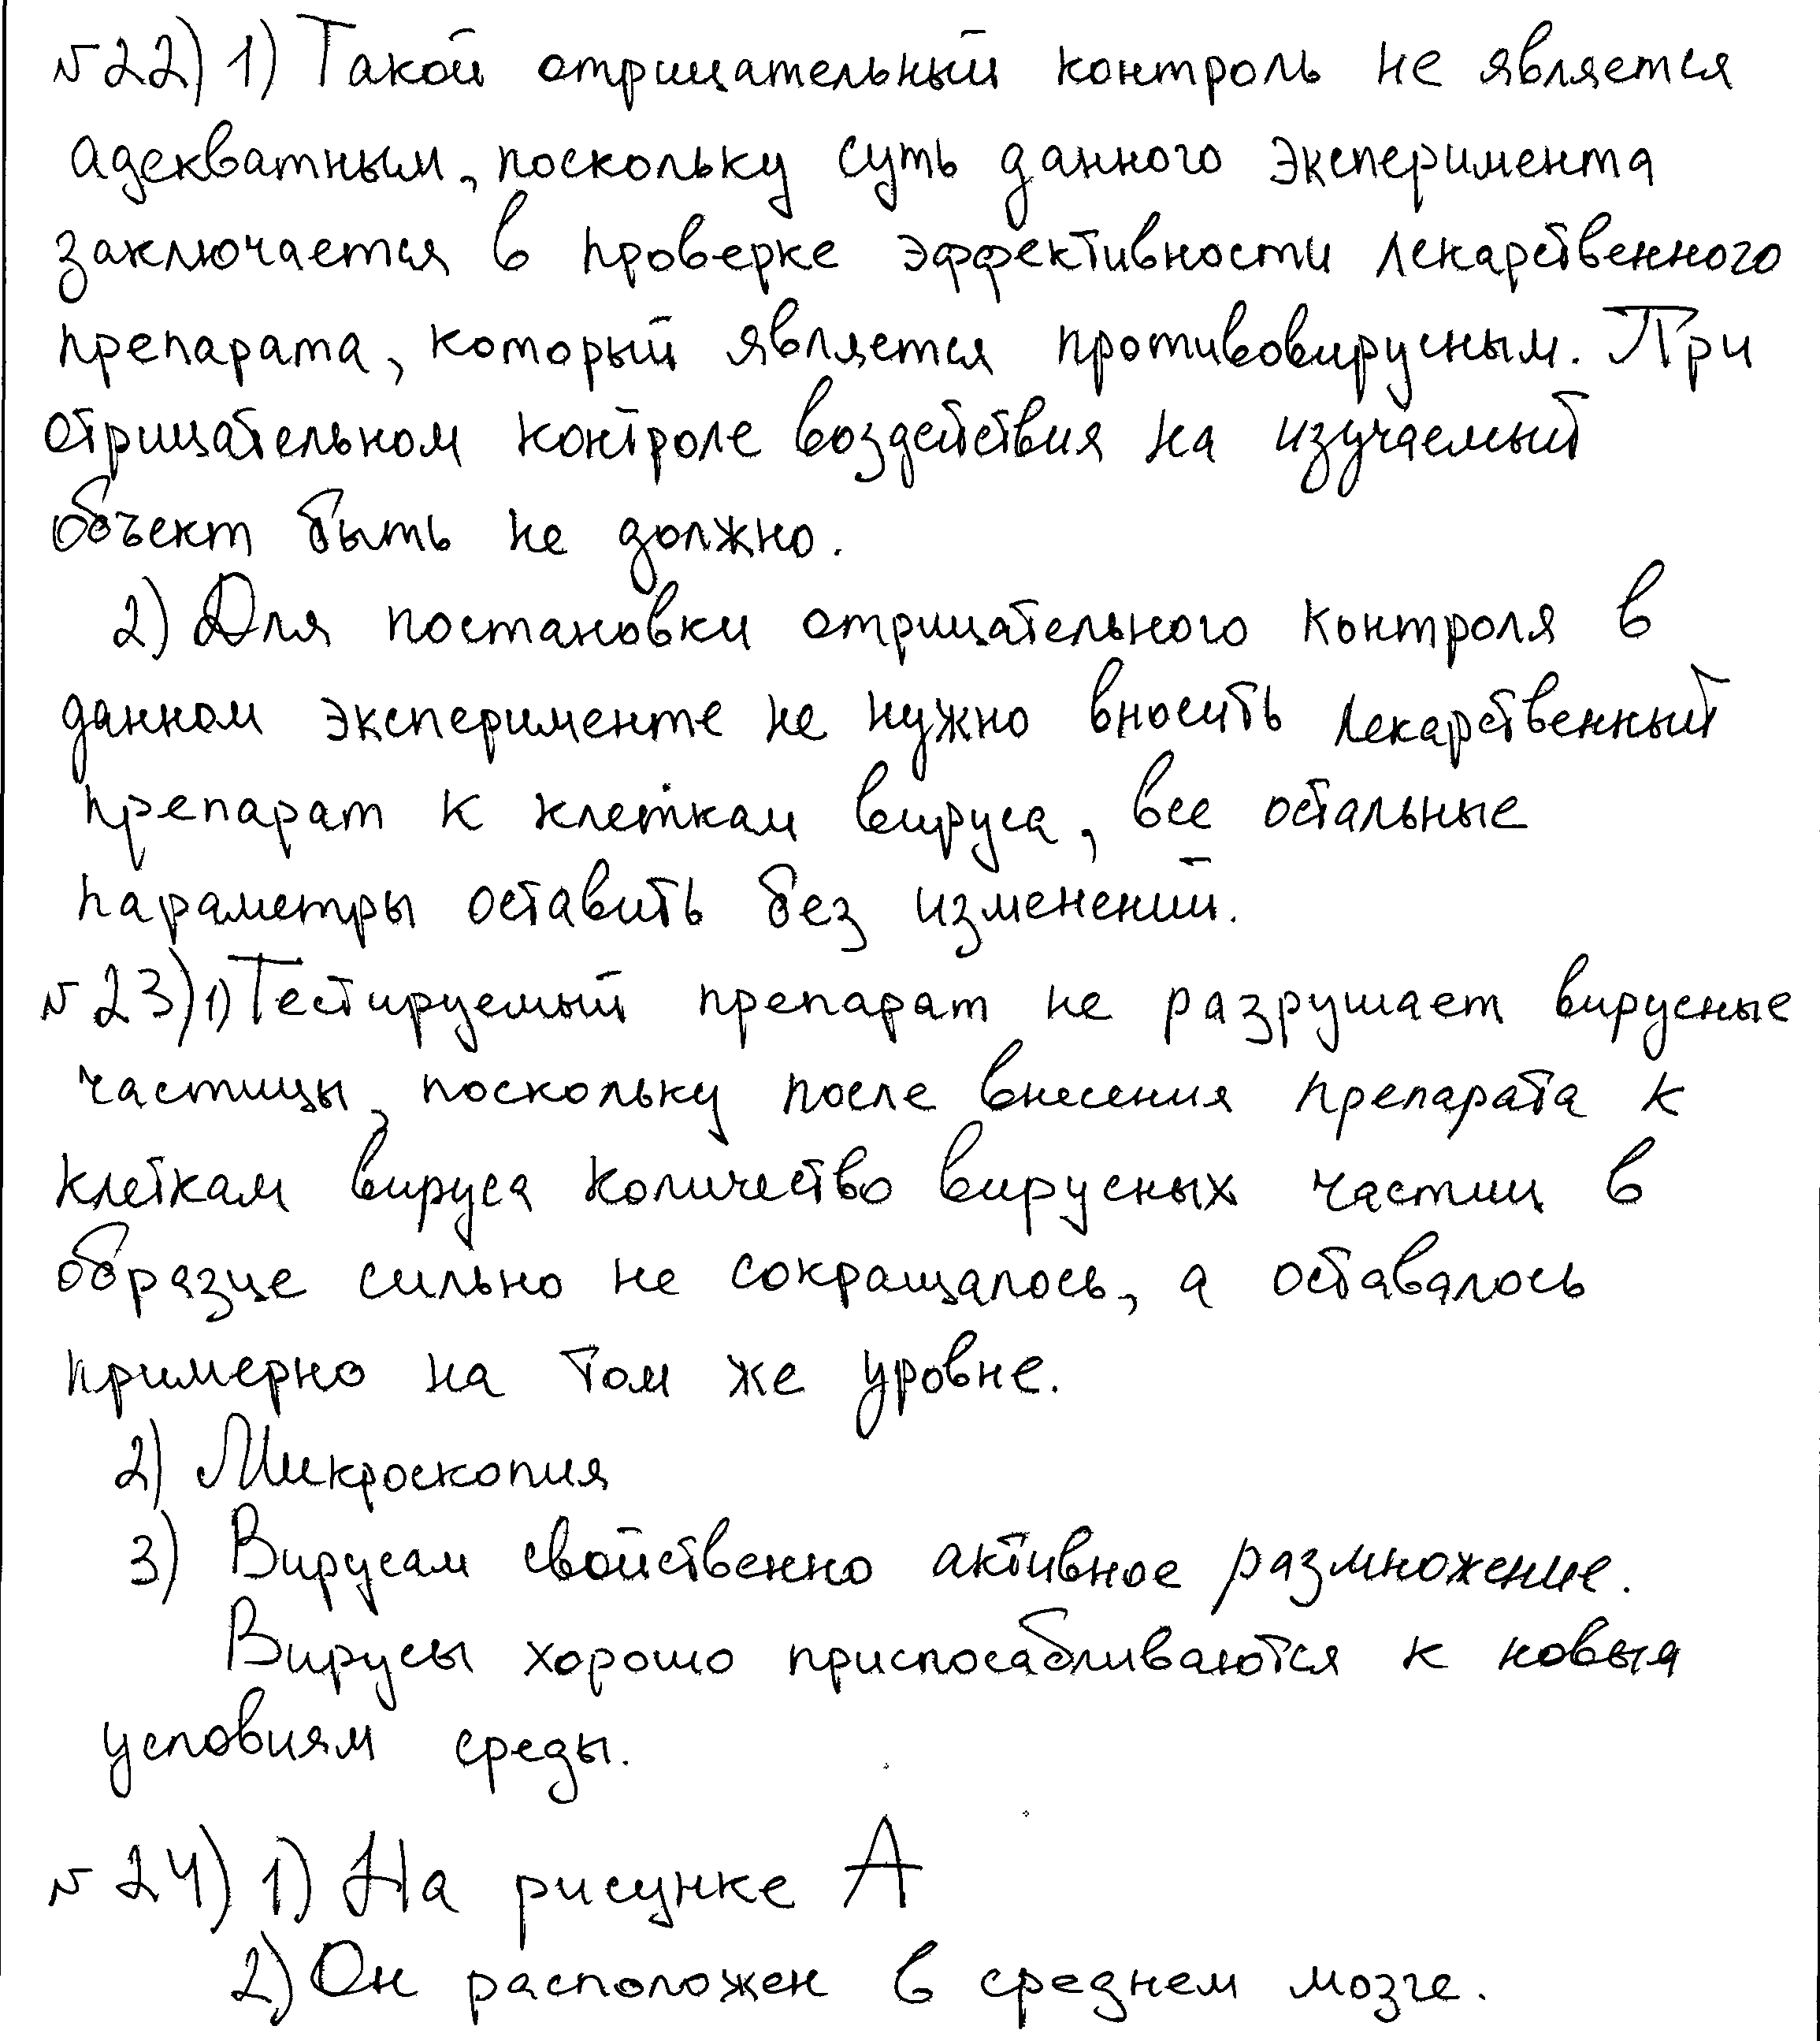 №22) 1) Такой отрицательный контроль не является
адекватным, поскольку суть данного эксперимента
заключается в проверке эффективности лекарственного
препарата, который является противовирусным. При
отрицательном контроле воздействия на изучаемый
объект быть не должно.
2) Для постановки отрицательного контроля в
данном эксперименте не нужно вносить лекарственный
препарат к клеткам вируса, все остальные
параметры оставить без изменений.
№23) 1) Тестируемый препарат не разрушает вирусные
частицы, поскольку после внесения препарата к
клеткам вируса количество вирусных частиц в
образце сильно не сокращалось, а оставалось
примерно на том же уровне.
2) Микроскопия
3) Вирусам свойственно активное размножение.
Вирусы хорошо приспосабливаются к новым
условиям среды.
№24) 1) На рисунке А
2) Он расположен в среднем мозге.